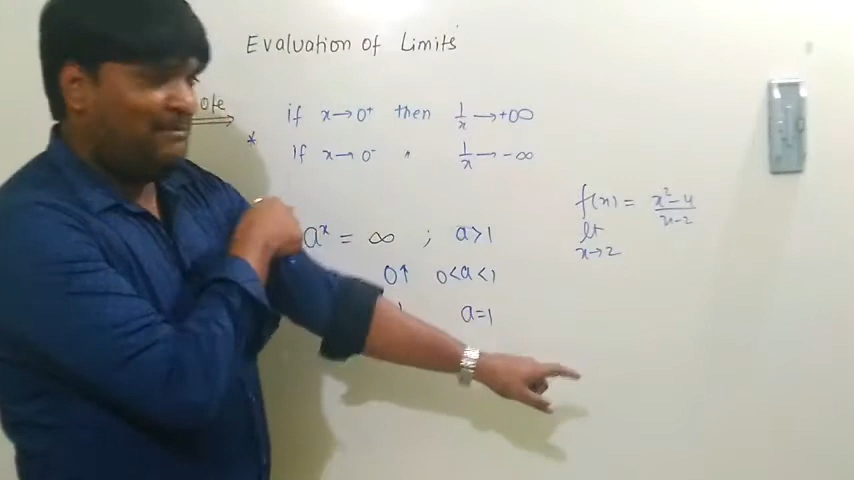 Evaluation of Limits
ote
if x→0⁺ then 1/x →+∞
* If x→0⁻ " 1/x → -∞
aˣ = ∞ ; a>1
0↑ 0<a<1
a=1
f(x) = x²-4/x-2
lt
x→2